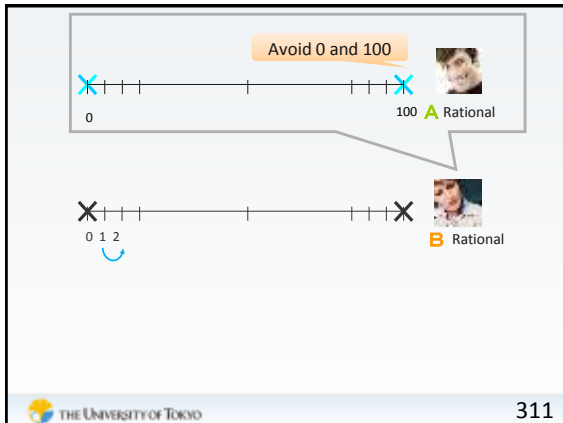 Avoid 0 and 100
0
100
A Rational
0 1 2
B Rational
THE UNIVERSITY OF TOKYO
311